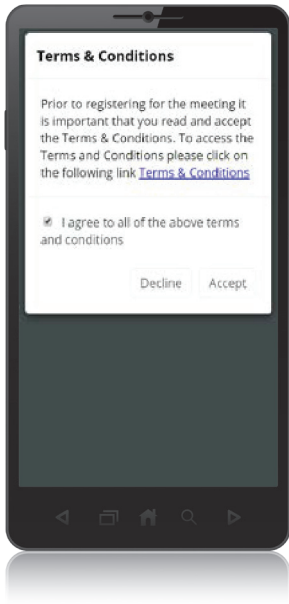 Terms & Conditions
Prior to registering for the meeting it
is important that you read and accept
the Terms & Conditions. To access the
Terms and Conditions please click on
the following link Terms & Conditions
I agree to all of the above terms
and conditions
Decline Accept